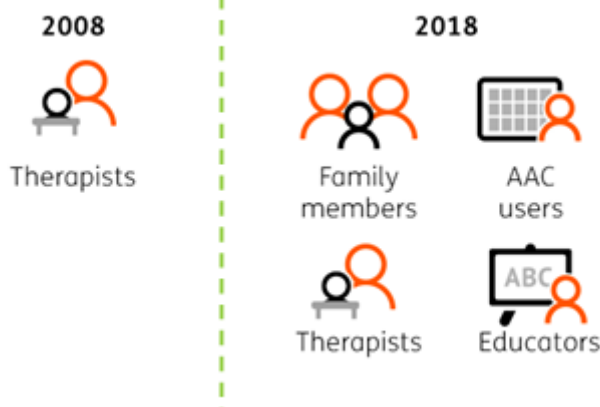 2008
Therapists
2018
Family
members
AAC
users
Therapists
ABC
Educators